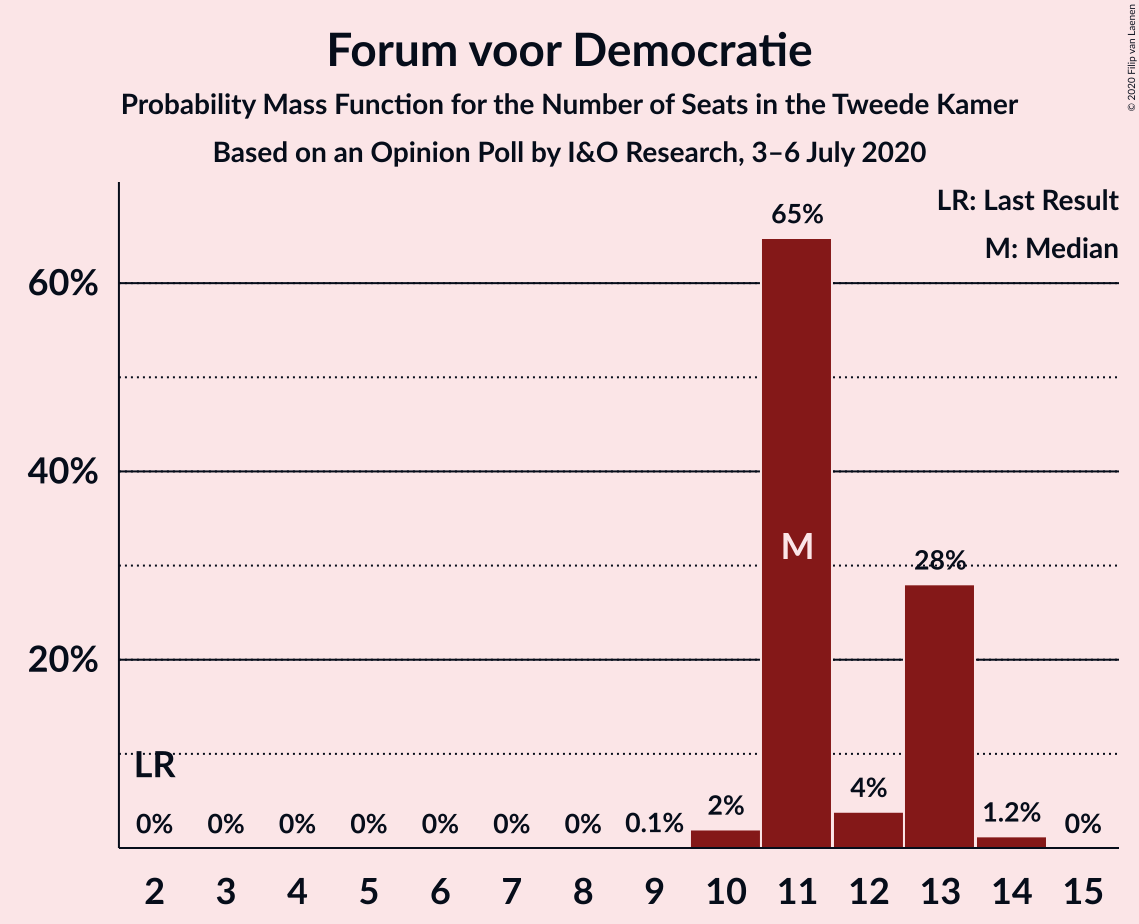 Forum voor Democratie
Probability Mass Function for the Number of Seats in the Tweede Kamer
Based on an Opinion Poll by I&O Research, 3–6 July 2020
© 2020 Filip van Laenen
LR: Last Result
M: Median
60%
40%
20%
LR
M
0% 0% 0% 0% 0% 0% 0% 0.1% 2% 65% 4% 28% 1.2% 0%
2 3 4 5 6 7 8 9 10 11 12 13 14 15